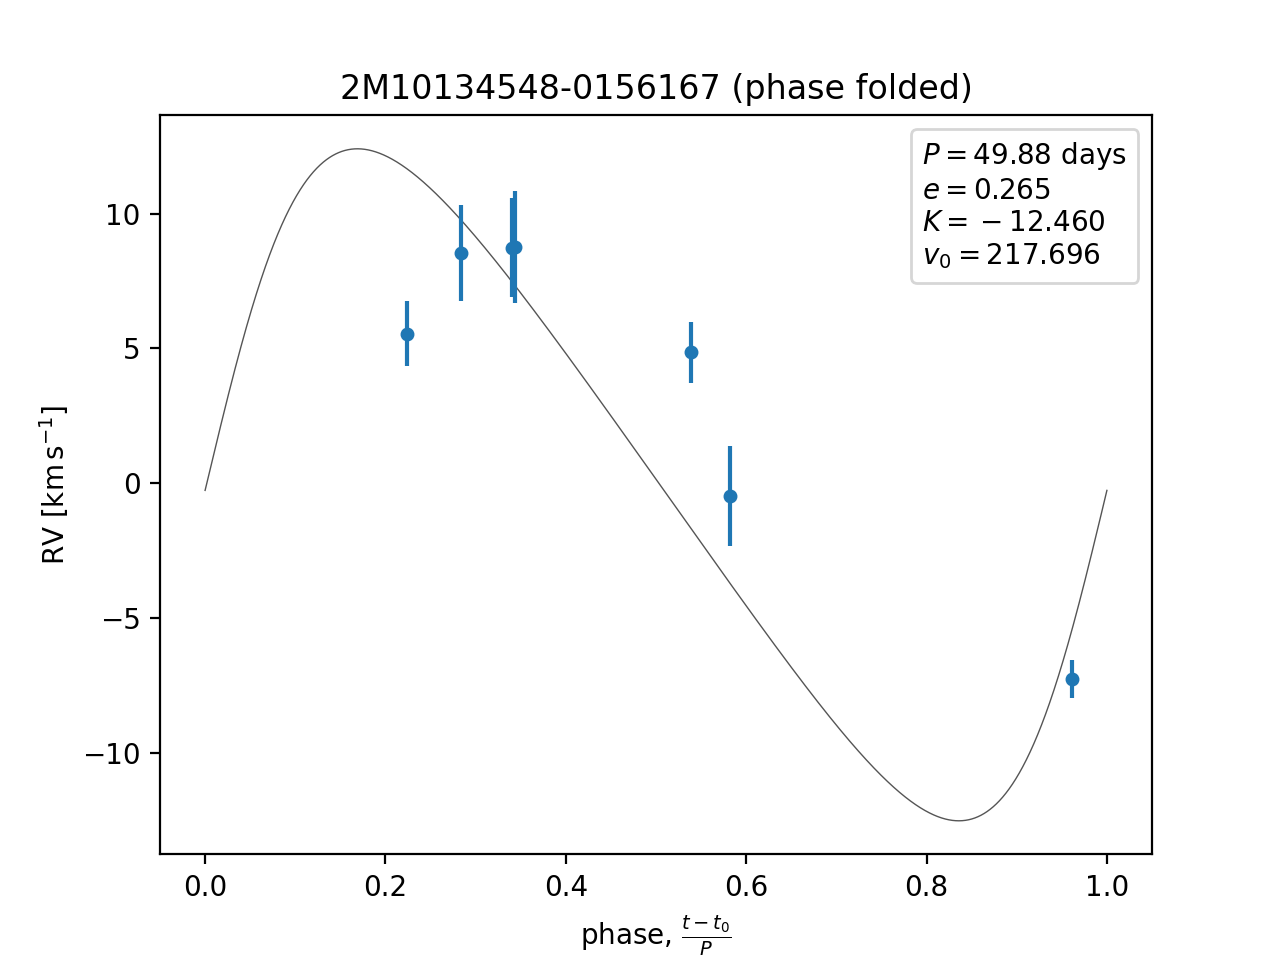 2M10134548-0156167 (phase folded)
P = 49.88 days
e = 0.265
K = −12.460
v₀ = 217.696
RV [km s⁻¹]
10
5
0
−5
−10
0.0 0.2 0.4 0.6 0.8 1.0
phase, (t − t₀)/P